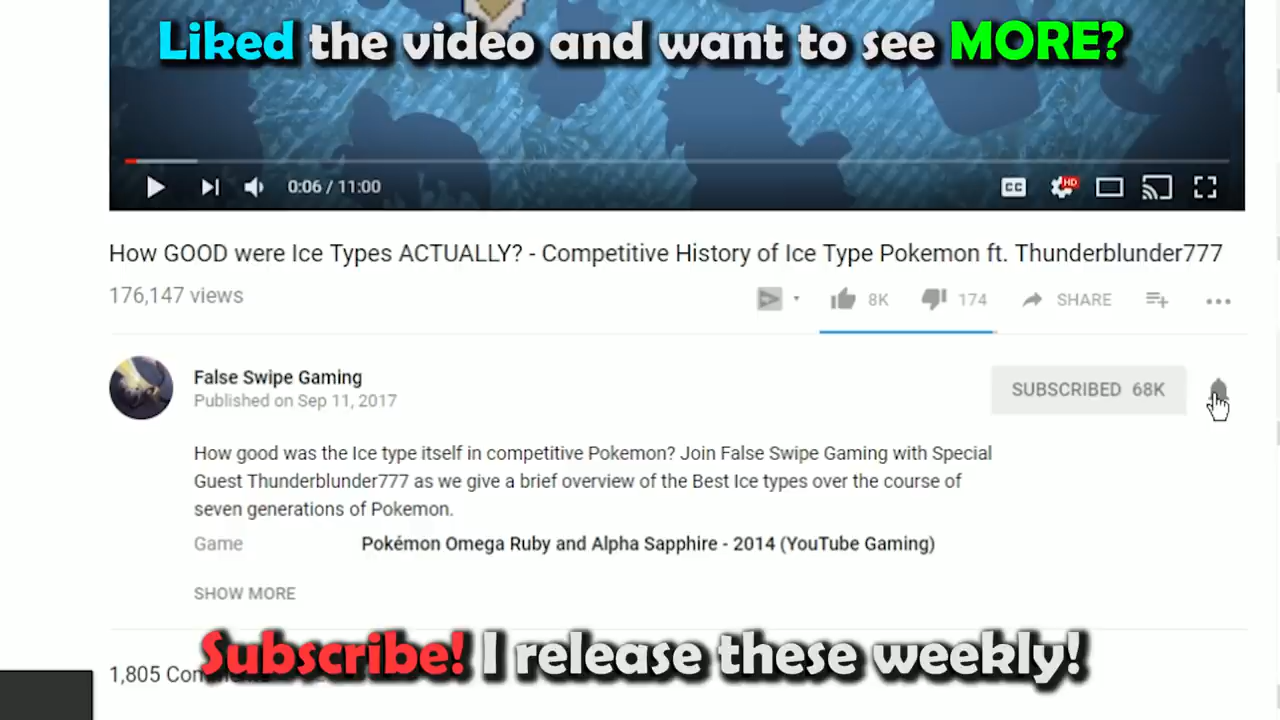 Liked the video and want to see MORE?
0:06 / 11:00
CC
HD
How GOOD were Ice Types ACTUALLY? - Competitive History of Ice Type Pokemon ft. Thunderblunder777
176,147 views
8K 174 SHARE
False Swipe Gaming
Published on Sep 11, 2017
SUBSCRIBED 68K
How good was the Ice type itself in competitive Pokemon? Join False Swipe Gaming with Special
Guest Thunderblunder777 as we give a brief overview of the Best Ice types over the course of
seven generations of Pokemon.
Game Pokémon Omega Ruby and Alpha Sapphire - 2014 (YouTube Gaming)
SHOW MORE
Subscribe! I release these weekly!
1,805